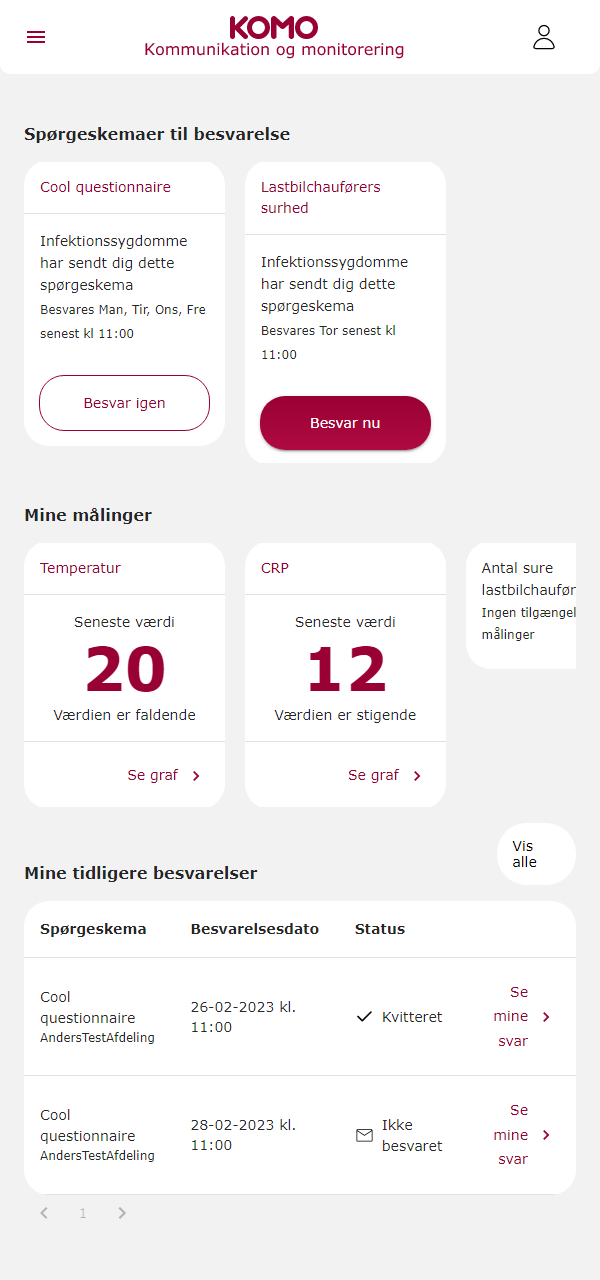 KOMO
Kommunikation og monitorering
Spørgeskemaer til besvarelse
Cool questionnaire
Infektionssygdomme
har sendt dig dette
spørgeskema
Besvares Man, Tir, Ons, Fre
senest kl 11:00
Besvar igen
Lastbilchauførers
surhed
Infektionssygdomme
har sendt dig dette
spørgeskema
Besvares Tor senest kl
11:00
Besvar nu
Mine målinger
Temperatur
Seneste værdi
20
Værdien er faldende
Se graf
CRP
Seneste værdi
12
Værdien er stigende
Se graf
Antal sure
lastbilchauför
Ingen tilgængel
målinger
Mine tidligere besvarelser
Vis
alle
Spørgeskema Besvarelsesdato Status
Cool
questionnaire
AndersTestAfdeling
26-02-2023 kl.
11:00
Kvitteret
Se
mine
svar
Cool
questionnaire
AndersTestAfdeling
28-02-2023 kl.
11:00
Ikke
besvaret
Se
mine
svar
1